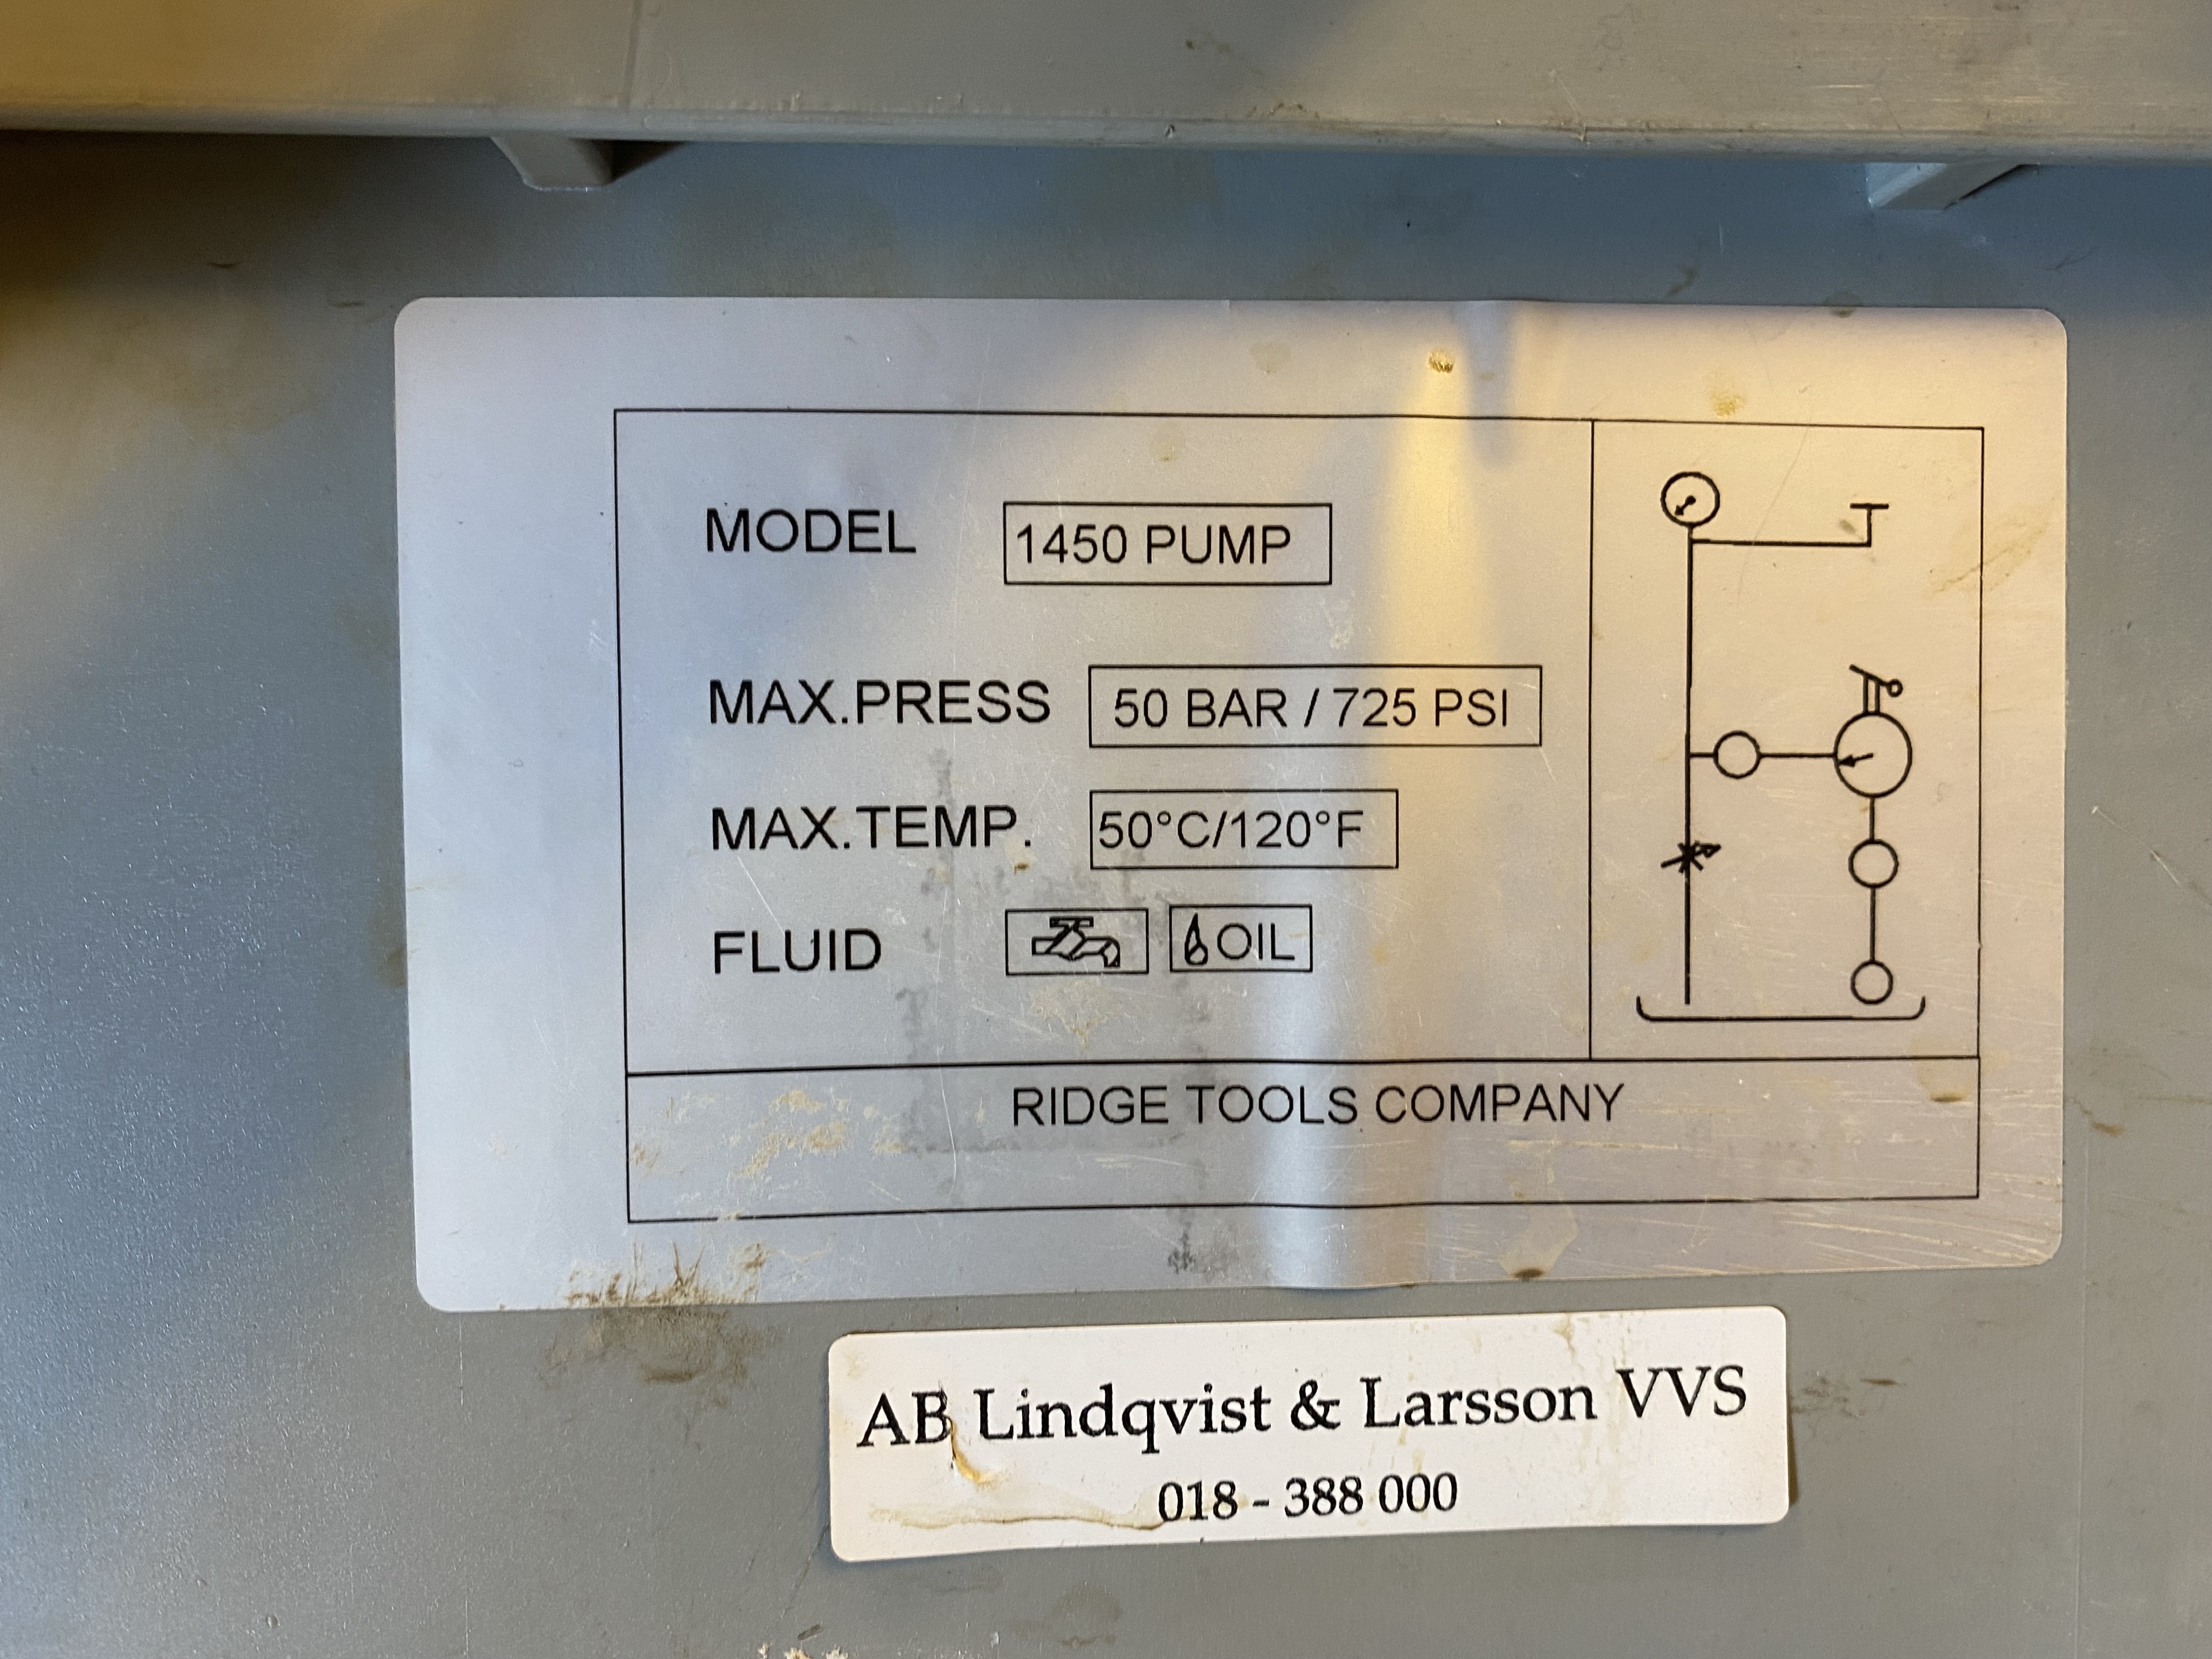 MODEL 1450 PUMP
MAX.PRESS 50 BAR / 725 PSI
MAX.TEMP. 50°C/120°F
FLUID OIL
RIDGE TOOLS COMPANY
AB Lindqvist & Larsson VVS
018 - 388 000